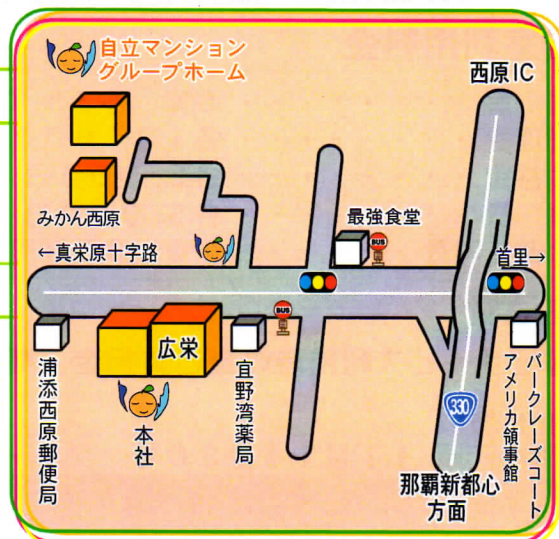 自立マンション
グループホーム
西原IC
みかん西原
最強食堂
BUS
←真栄原十字路
首里→
BUS
広栄
浦添西原郵便局
本社
宜野湾薬局
330
那覇新都心
方面
パークレーズコート
アメリカ領事館